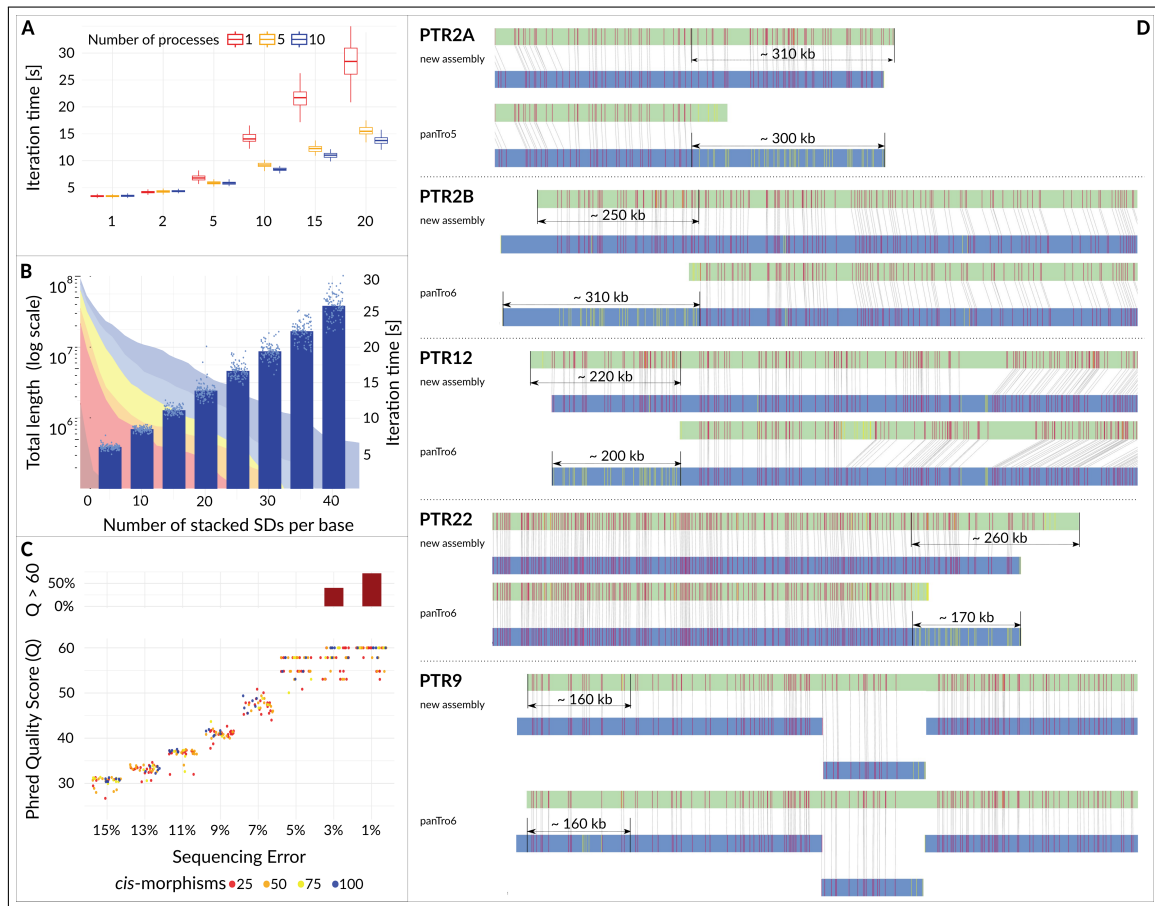 A
Number of processes 1 5 10
Iteration time [s]
35
30
25
20
15
10
5
1 2 5 10 15 20
B
Total length (log scale)
10^8
10^7
10^6
30
25
20
15
10
5
Iteration time [s]
0 10 20 30 40
Number of stacked SDs per base
C
Q > 60
50%
0%
Phred Quality Score (Q)
60
50
40
30
15% 13% 11% 9% 7% 5% 3% 1%
Sequencing Error
cis-morphisms 25 50 75 100
D
PTR2A
new assembly
~ 310 kb
panTro5
~ 300 kb
PTR2B
new assembly
~ 250 kb
panTro6
~ 310 kb
PTR12
new assembly
~ 220 kb
panTro6
~ 200 kb
PTR22
new assembly
~ 260 kb
panTro6
~ 170 kb
PTR9
new assembly
~ 160 kb
panTro6
~ 160 kb